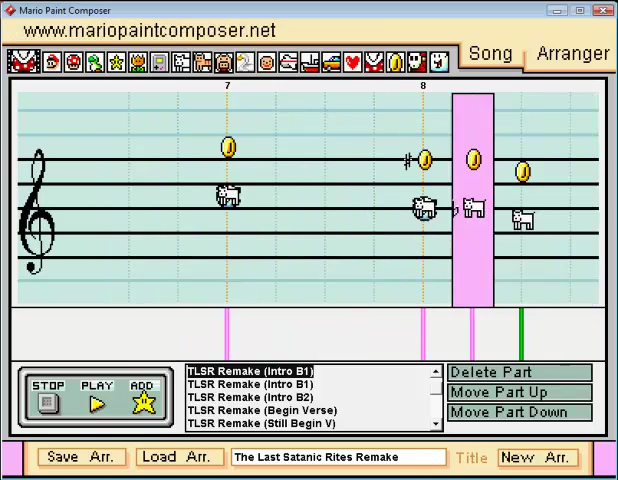 Mario Paint Composer
www.mariopaintcomposer.net
Song
Arranger
7
8
STOP
PLAY
ADD
TLSR Remake (Intro B1)
TLSR Remake (Intro B1)
TLSR Remake (Intro B2)
TLSR Remake (Begin Verse)
TLSR Remake (Still Begin V)
Delete Part
Move Part Up
Move Part Down
Save Arr.
Load Arr.
The Last Satanic Rites Remake
Title
New Arr.